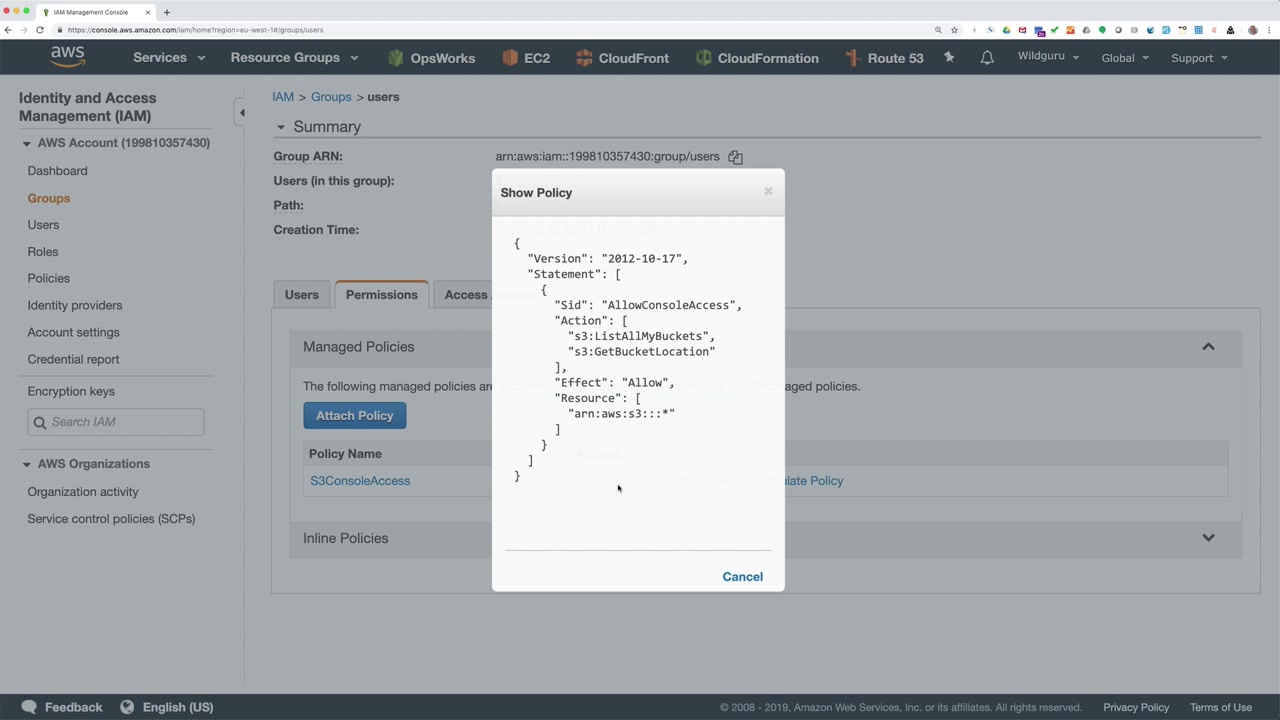 IAM Management Console
https://console.aws.amazon.com/iam/home?region=eu-west-1#/groups/users
aws
Services
Resource Groups
OpsWorks
EC2
CloudFront
CloudFormation
Route 53
Wildguru
Global
Support
Identity and Access
Management (IAM)
AWS Account (199810357430)
Dashboard
Groups
Users
Roles
Policies
Identity providers
Account settings
Credential report
Encryption keys
Search IAM
AWS Organizations
Organization activity
Service control policies (SCPs)
IAM > Groups > users
Summary
Group ARN: arn:aws:iam::199810357430:group/users
Users (in this group):
Path:
Creation Time:
Users
Permissions
Access
Managed Policies
The following managed policies are
up to 10 managed policies.
Attach Policy
Policy Name
Actions
S3ConsoleAccess
Policy
Inline Policies
Show Policy
{
"Version": "2012-10-17",
"Statement": [
{
"Sid": "AllowConsoleAccess",
"Action": [
"s3:ListAllMyBuckets",
"s3:GetBucketLocation"
],
"Effect": "Allow",
"Resource": [
"arn:aws:s3:::*"
]
}
]
}
Cancel
Feedback
English (US)
© 2008 - 2019, Amazon Web Services, Inc. or its affiliates. All rights reserved.
Privacy Policy
Terms of Use